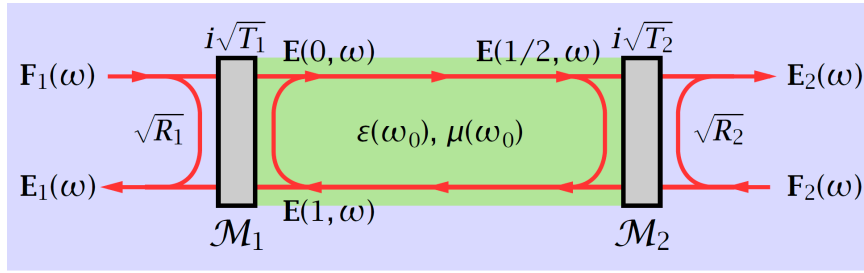 i√T₁ E(0, ω) E(1/2, ω) i√T₂
F₁(ω) E₂(ω)
√R₁ ε(ω₀), μ(ω₀) √R₂
E₁(ω) F₂(ω)
E(1, ω)
ℳ₁ ℳ₂